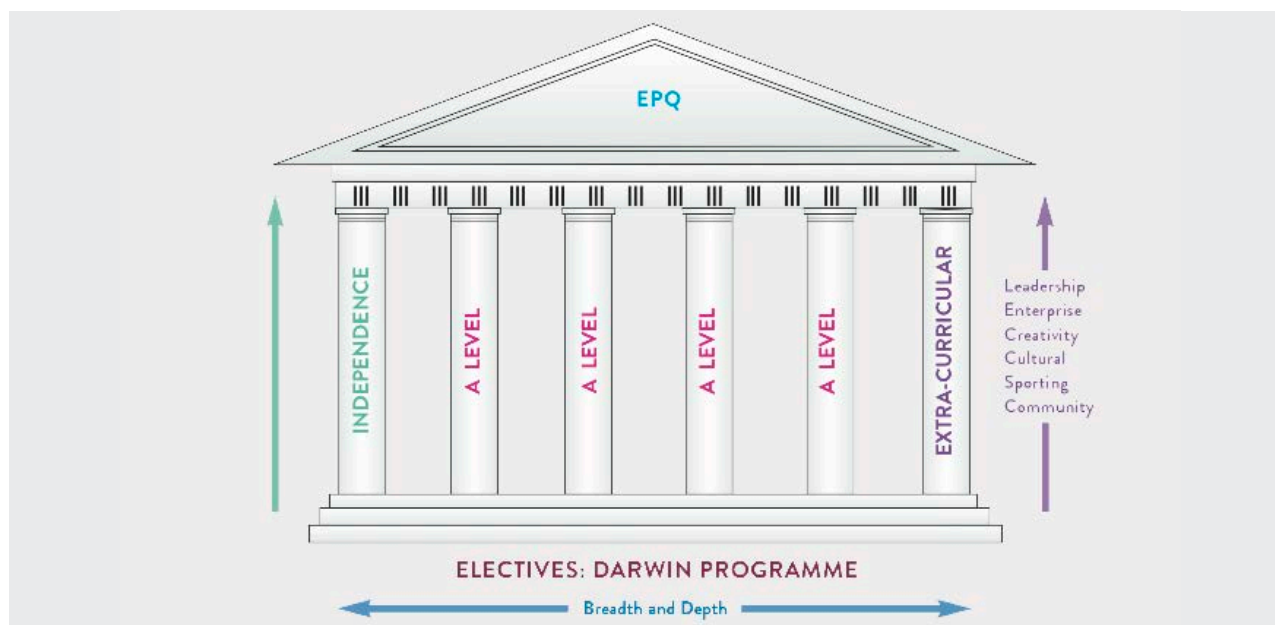 EPQ
INDEPENDENCE
A LEVEL
A LEVEL
A LEVEL
A LEVEL
EXTRA-CURRICULAR
Leadership
Enterprise
Creativity
Cultural
Sporting
Community
ELECTIVES: DARWIN PROGRAMME
Breadth and Depth